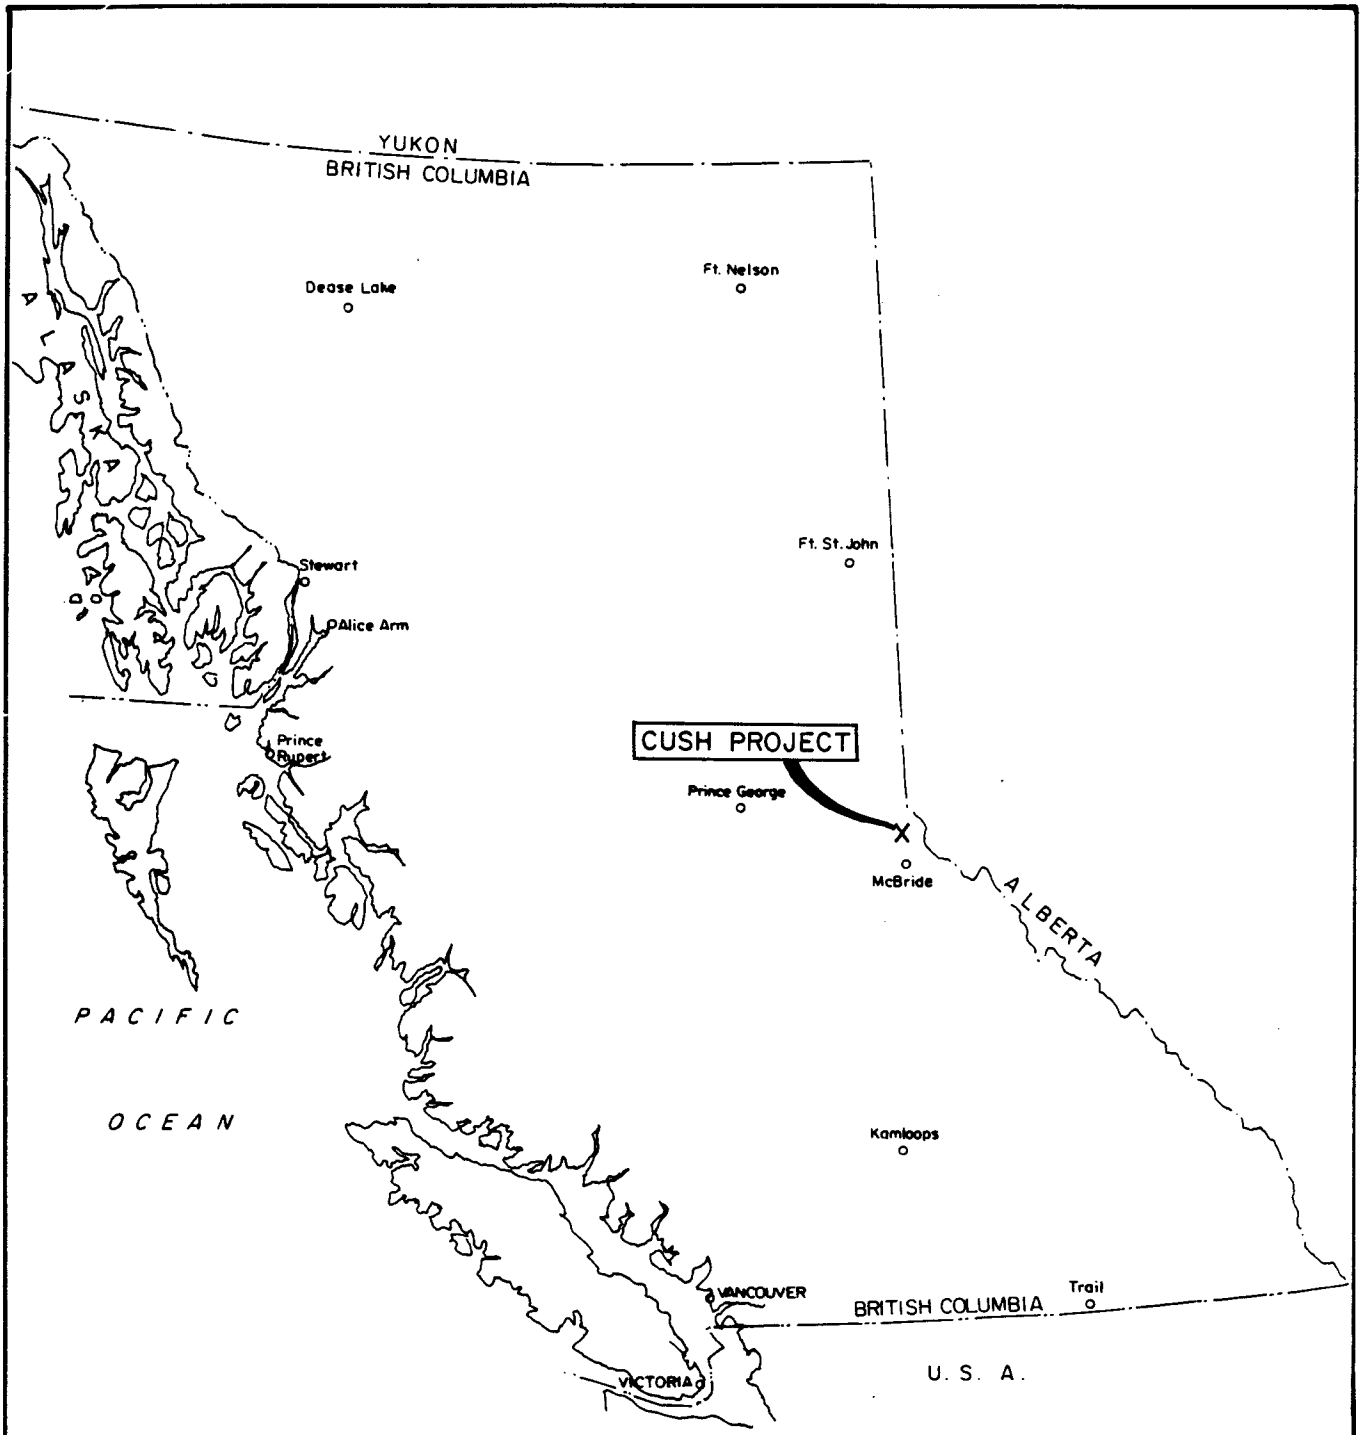 YUKON
BRITISH COLUMBIA
Ft. Nelson
Dease Lake
ALASKA
Ft. St. John
Stewart
Alice Arm
CUSH PROJECT
Prince
Rupert
Prince George
McBride
ALBERTA
PACIFIC
OCEAN
Kamloops
VANCOUVER
Trail
BRITISH COLUMBIA
U. S. A.
VICTORIA